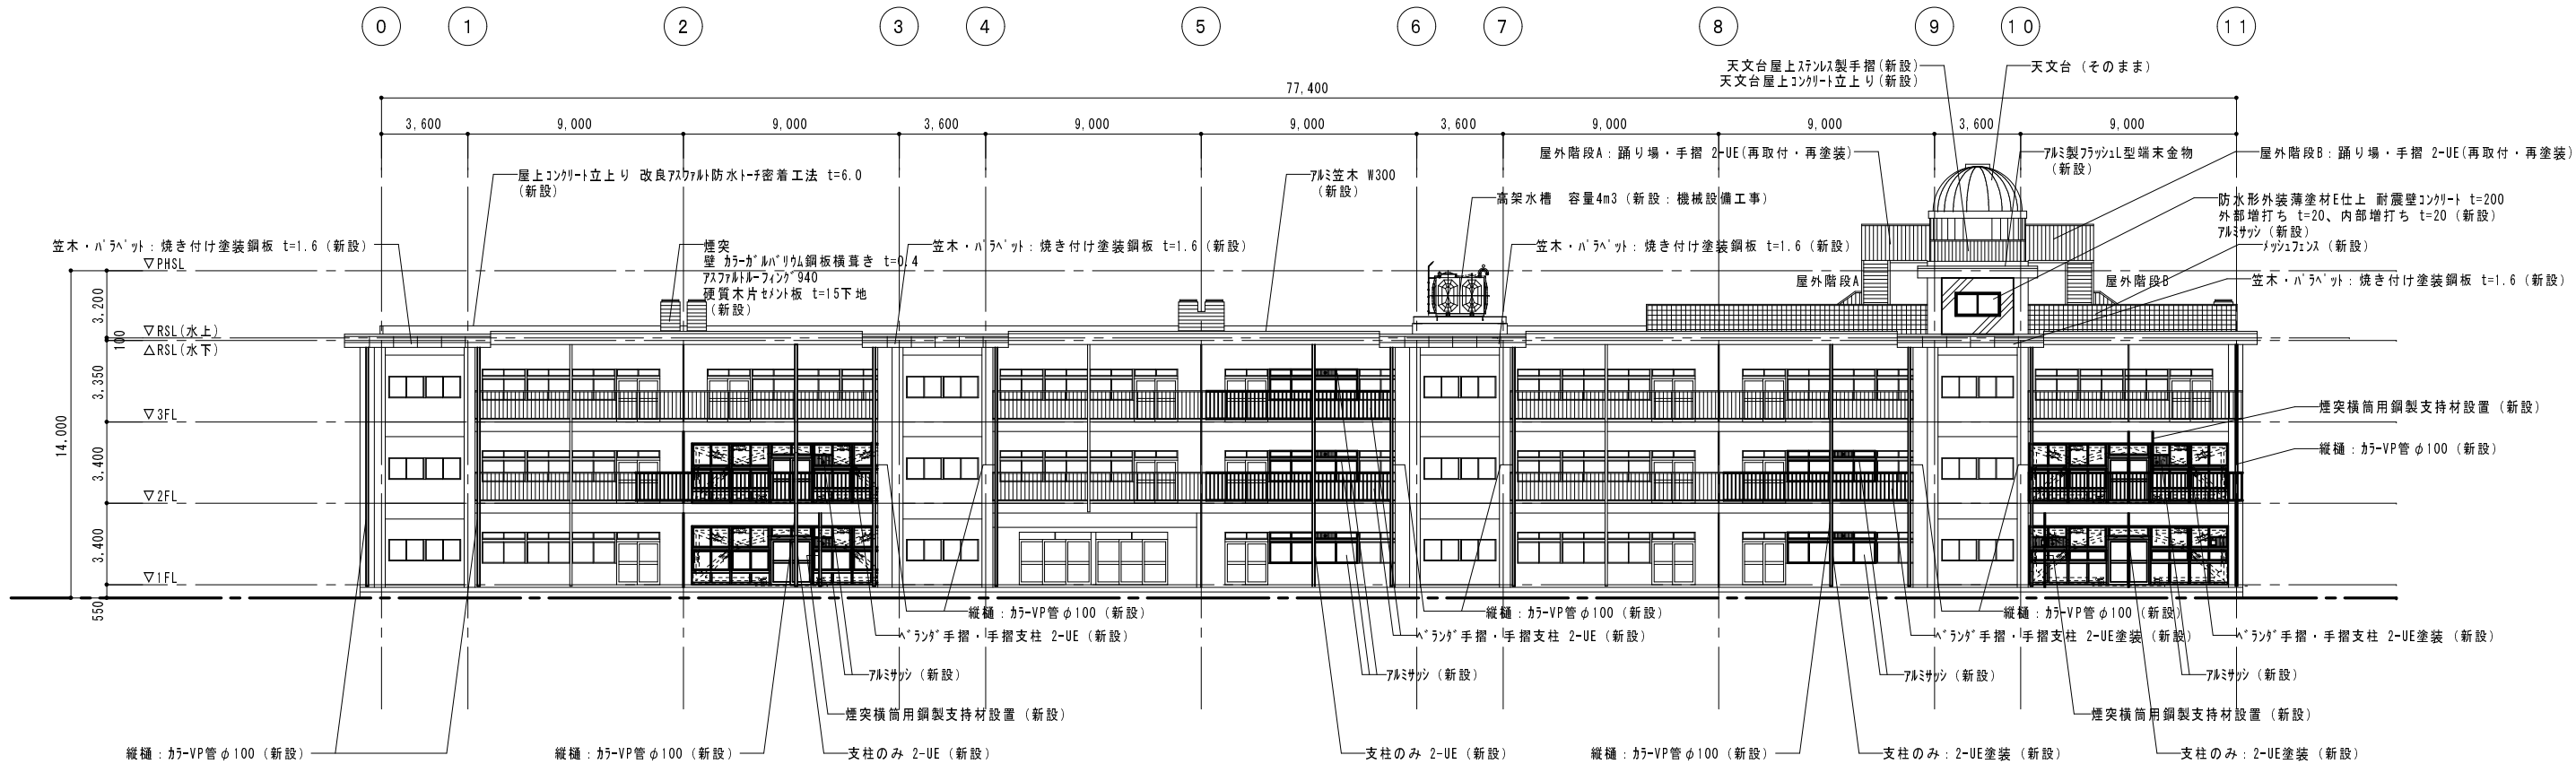 0 1 2 3 4 5 6 7 8 9 10 11
天文台屋上ステンレス製手摺(新設)
天文台屋上コンクリート立上り(新設)
天文台 (そのまま)
77,400
3,600 9,000 9,000 3,600 9,000 9,000 3,600 9,000 9,000 3,600 9,000
屋外階段A：踊り場・手摺 2-UE(再取付・再塗装)
アルミ製フラッシュL型端末金物
(新設)
屋外階段B：踊り場・手摺 2-UE(再取付・再塗装)
屋上コンクリート立上り 改良アスファルト防水トーチ密着工法 t=6.0
(新設)
アルミ笠木 W300
(新設)
高架水槽 容量4m3 (新設：機械設備工事)
防水形外装薄塗材E仕上 耐震壁コンクリート t=200
外部増打ち t=20、内部増打ち t=20 (新設)
アルミサッシ (新設)
メッシュフェンス (新設)
笠木・パラペット：焼き付け塗装鋼板 t=1.6 (新設)
煙突
壁 カラーガルバリウム鋼板横葺き t=0.4
アスファルトルーフィング940
硬質木片セメント板 t=15下地
(新設)
笠木・パラペット：焼き付け塗装鋼板 t=1.6 (新設)
笠木・パラペット：焼き付け塗装鋼板 t=1.6 (新設)
屋外階段A
屋外階段B
笠木・パラペット：焼き付け塗装鋼板 t=1.6 (新設)
▽PHSL
3,200
▽RSL(水上)
100
△RSL(水下)
3,350
▽3FL
14,000
3,400
▽2FL
3,400
▽1FL
550
煙突横筒用鋼製支持材設置 (新設)
縦樋：カラーVP管φ100 (新設)
縦樋：カラーVP管φ100 (新設)
縦樋：カラーVP管φ100 (新設)
縦樋：カラーVP管φ100 (新設)
ベランダ手摺・手摺支柱 2-UE (新設)
ベランダ手摺・手摺支柱 2-UE (新設)
ベランダ手摺・手摺支柱 2-UE塗装 (新設)
ベランダ手摺・手摺支柱 2-UE塗装 (新設)
アルミサッシ (新設)
アルミサッシ (新設)
アルミサッシ (新設)
アルミサッシ (新設)
煙突横筒用鋼製支持材設置 (新設)
煙突横筒用鋼製支持材設置 (新設)
縦樋：カラーVP管φ100 (新設)
縦樋：カラーVP管φ100 (新設)
支柱のみ 2-UE (新設)
支柱のみ 2-UE (新設)
縦樋：カラーVP管φ100 (新設)
支柱のみ：2-UE塗装 (新設)
支柱のみ：2-UE塗装 (新設)